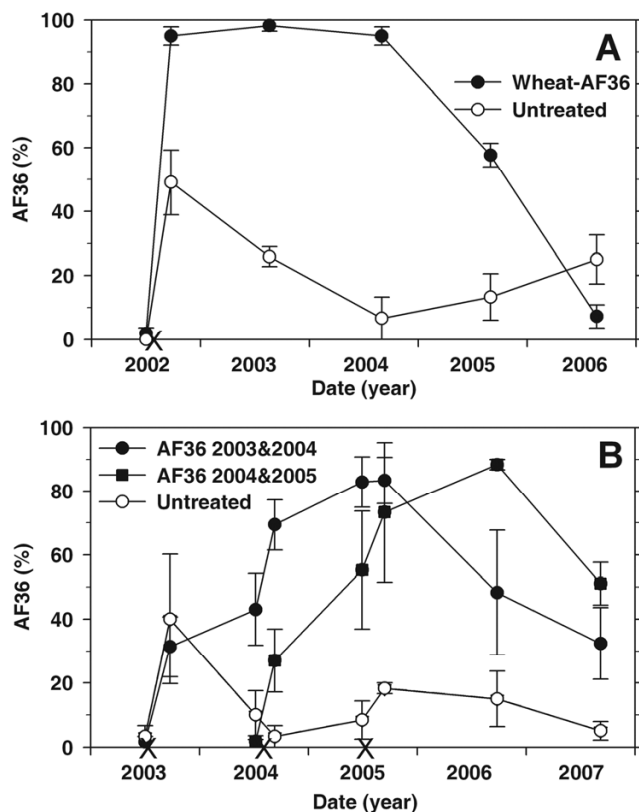 100
80
60
40
20
0
AF36 (%)
A
Wheat-AF36
Untreated
2002 2003 2004 2005 2006
Date (year)
100
80
60
40
20
0
AF36 (%)
B
AF36 2003&2004
AF36 2004&2005
Untreated
2003 2004 2005 2006 2007
Date (year)